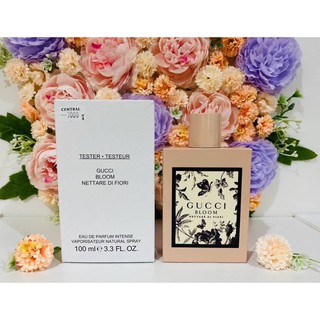 CENTRAL
TESTER • TESTEUR
GUCCI
BLOOM
NETTARE DI FIORI
EAU DE PARFUM INTENSE
VAPORISATEUR NATURAL SPRAY
100 ml ℮ 3.3 FL. OZ.
GUCCI
BLOOM
NETTARE DI FIORI